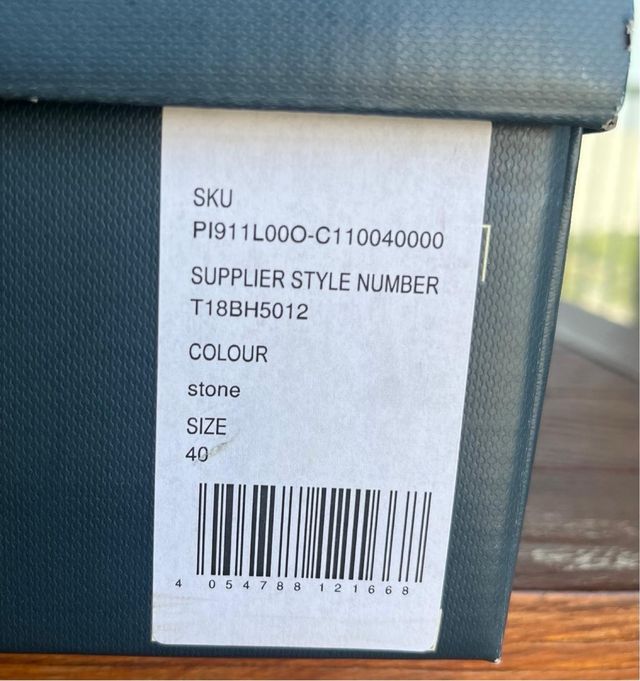 SKU
PI911L00O-C110040000
SUPPLIER STYLE NUMBER
T18BH5012
COLOUR
stone
SIZE
40
4 054788 121668